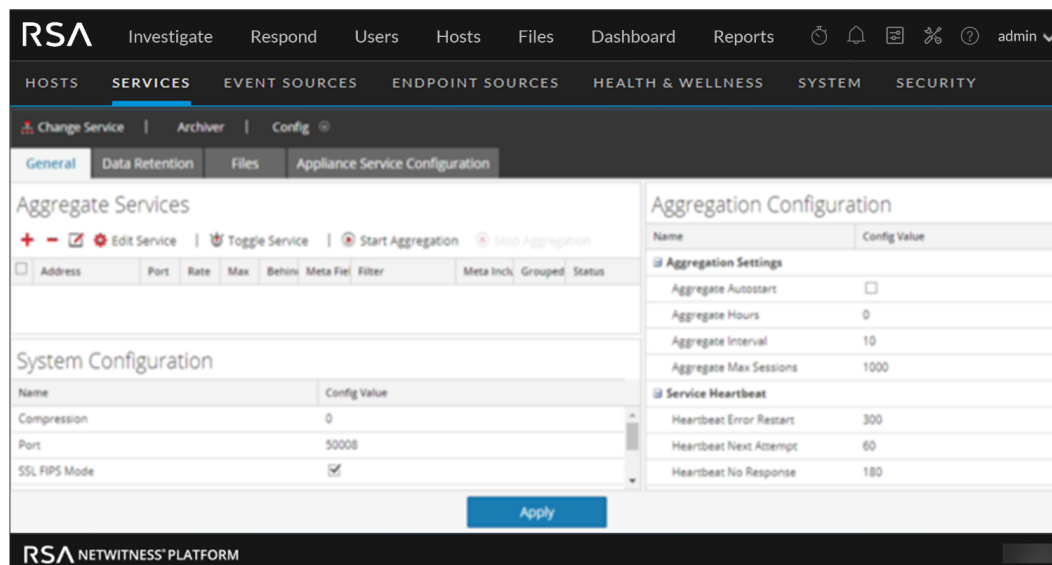 RSA Investigate Respond Users Hosts Files Dashboard Reports admin
HOSTS SERVICES EVENT SOURCES ENDPOINT SOURCES HEALTH & WELLNESS SYSTEM SECURITY
Change Service | Archiver | Config
General Data Retention Files Appliance Service Configuration
Aggregate Services
Edit Service | Toggle Service | Start Aggregation Stop Aggregation
Address Port Rate Max Behin Meta Fiel Filter Meta Inclu Grouped Status
System Configuration
Name Config Value
Compression 0
Port 50008
SSL FIPS Mode
Aggregation Configuration
Name Config Value
Aggregation Settings
Aggregate Autostart
Aggregate Hours 0
Aggregate Interval 10
Aggregate Max Sessions 1000
Service Heartbeat
Heartbeat Error Restart 300
Heartbeat Next Attempt 60
Heartbeat No Response 180
Apply
RSA NETWITNESS® PLATFORM